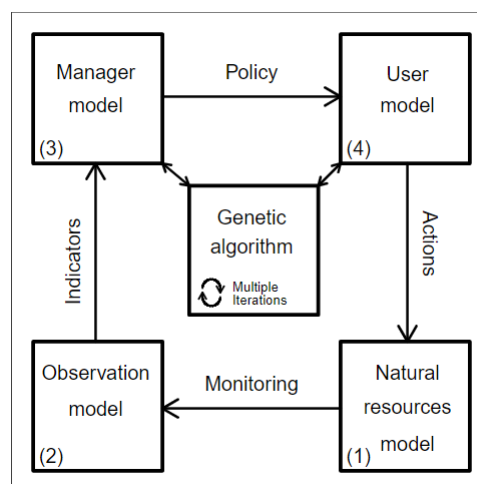 Manager
model
(3)
Policy
User
model
(4)
Genetic
algorithm
Multiple
Iterions
Indicators
Actions
Observation
model
(2)
Monitoring
Natural
resources
model
(1)